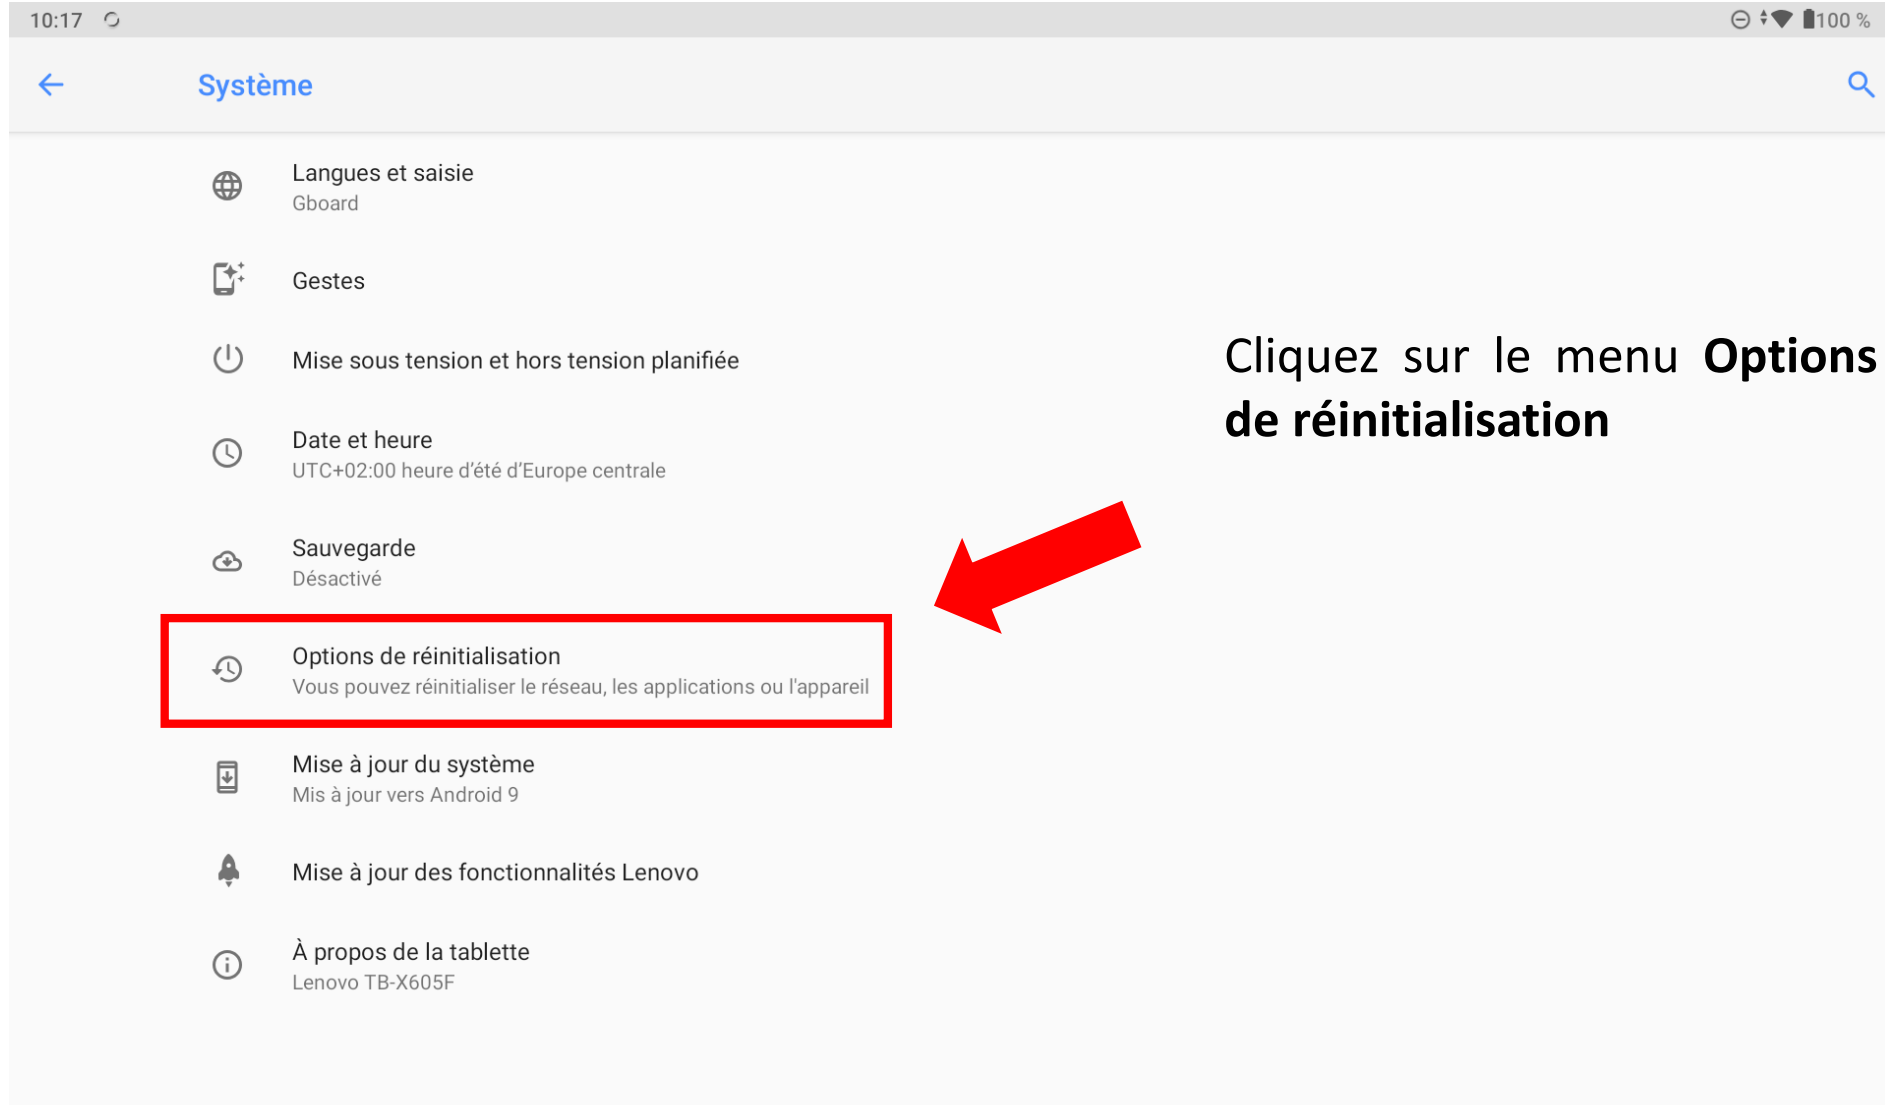 10:17
100 %
Système
Langues et saisie
Gboard
Gestes
Mise sous tension et hors tension planifiée
Date et heure
UTC+02:00 heure d’été d’Europe centrale
Sauvegarde
Désactivé
Options de réinitialisation
Vous pouvez réinitialiser le réseau, les applications ou l'appareil
Mise à jour du système
Mis à jour vers Android 9
Mise à jour des fonctionnalités Lenovo
À propos de la tablette
Lenovo TB-X605F
Cliquez sur le menu Options
de réinitialisation